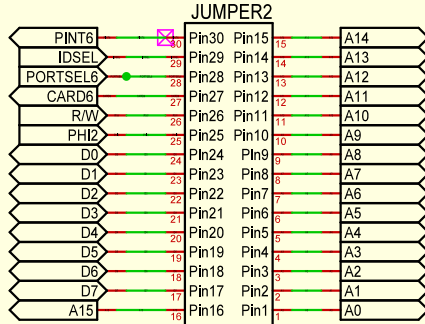 JUMPER2
PINT6 30 Pin30 Pin15 15 A14
IDSEL 29 Pin29 Pin14 14 A13
PORTSEL6 28 Pin28 Pin13 13 A12
CARD6 27 Pin27 Pin12 12 A11
R/W 26 Pin26 Pin11 11 A10
PHI2 25 Pin25 Pin10 10 A9
D0 24 Pin24 PIn9 9 A8
D1 23 Pin23 PIn8 8 A7
D2 22 Pin22 PIn7 7 A6
D3 21 Pin21 PIn6 6 A5
D4 20 Pin20 PIn5 5 A4
D5 19 Pin19 PIn4 4 A3
D6 18 Pin18 PIn3 3 A2
D7 17 Pin17 PIn2 2 A1
A15 16 Pin16 Pin1 1 A0